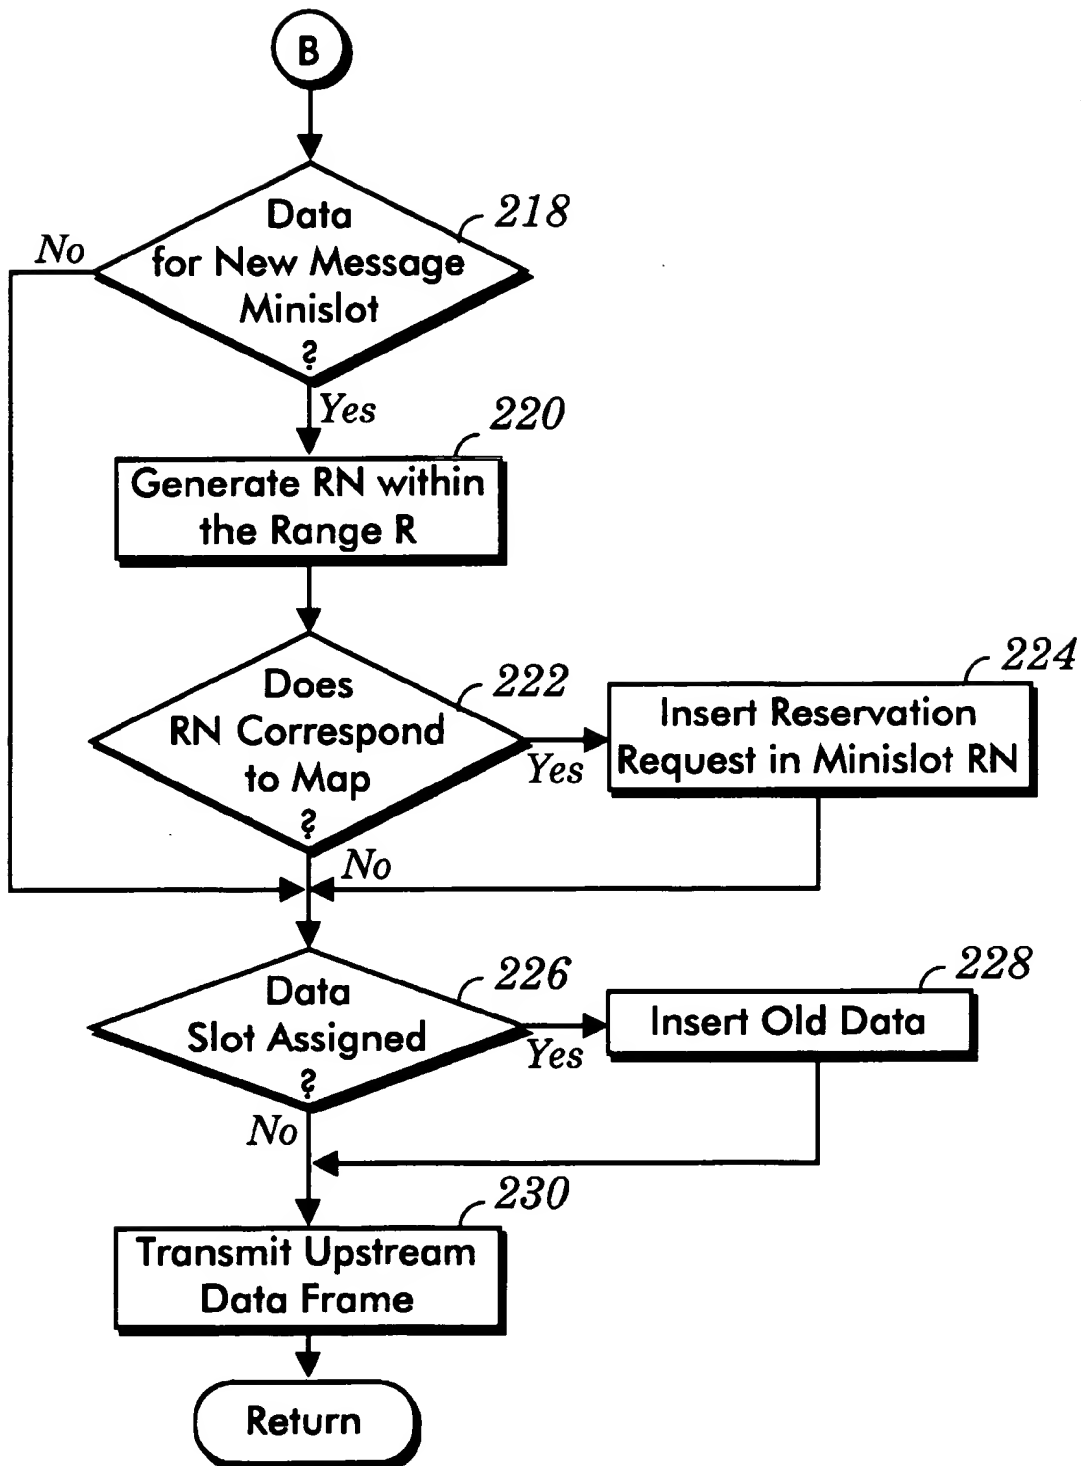 B
Data
for New Message
Minislot
?
218
No
Yes
220
Generate RN within
the Range R
Does
RN Correspond
to Map
?
222
Yes
224
Insert Reservation
Request in Minislot RN
No
Data
Slot Assigned
?
226
Yes
228
Insert Old Data
No
230
Transmit Upstream
Data Frame
Return